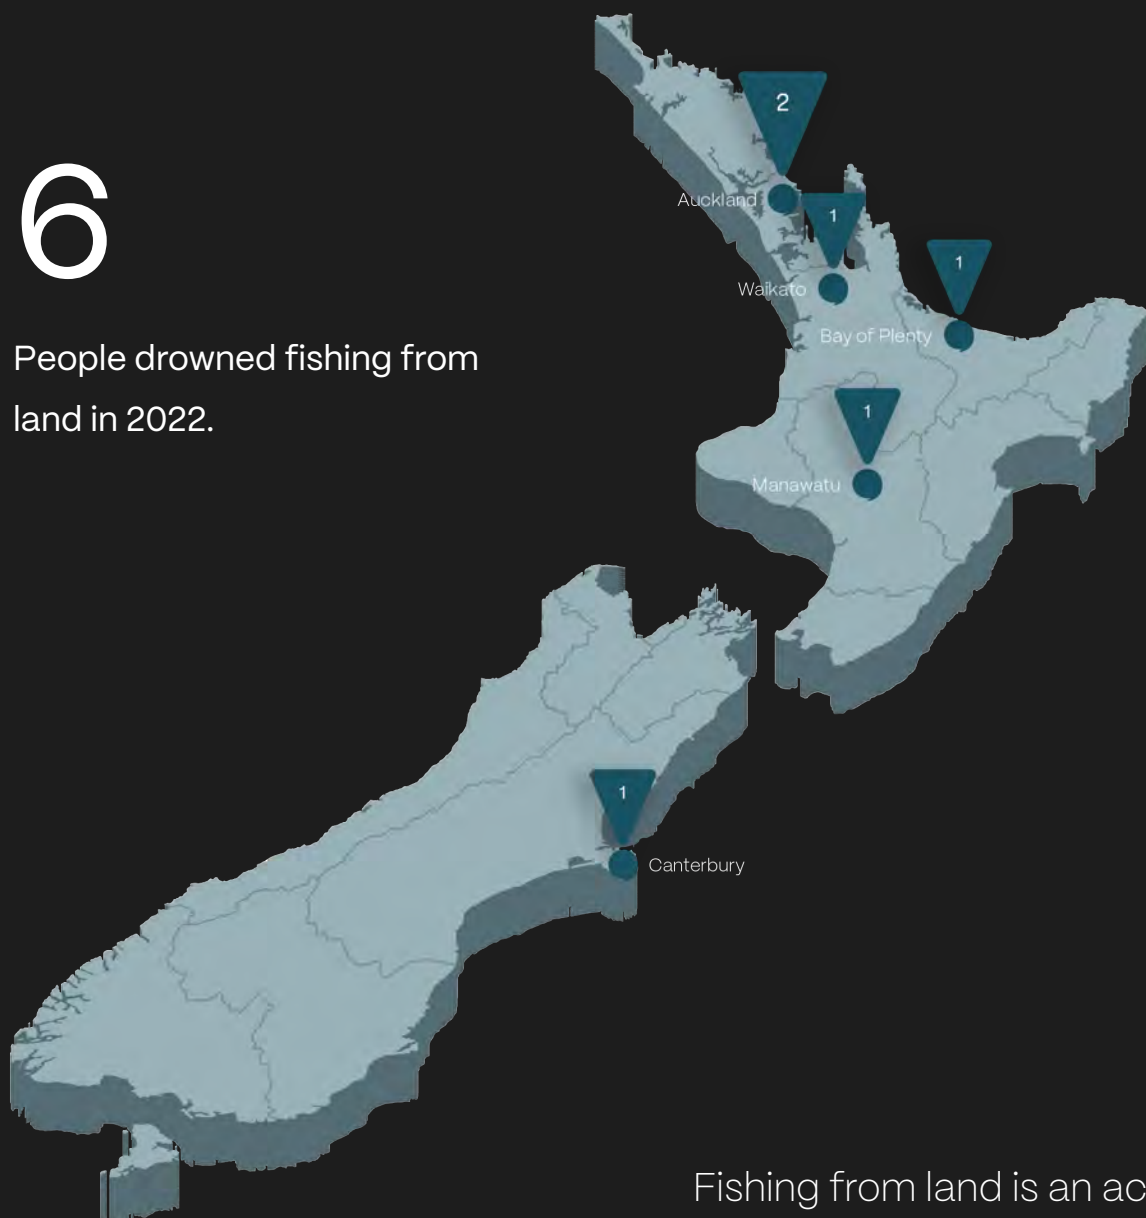 6
People drowned fishing from
land in 2022.
2
Auckland
1
Waikato
1
Bay of Plenty
1
Manawatu
1
Canterbury
Fishing from land is an ac